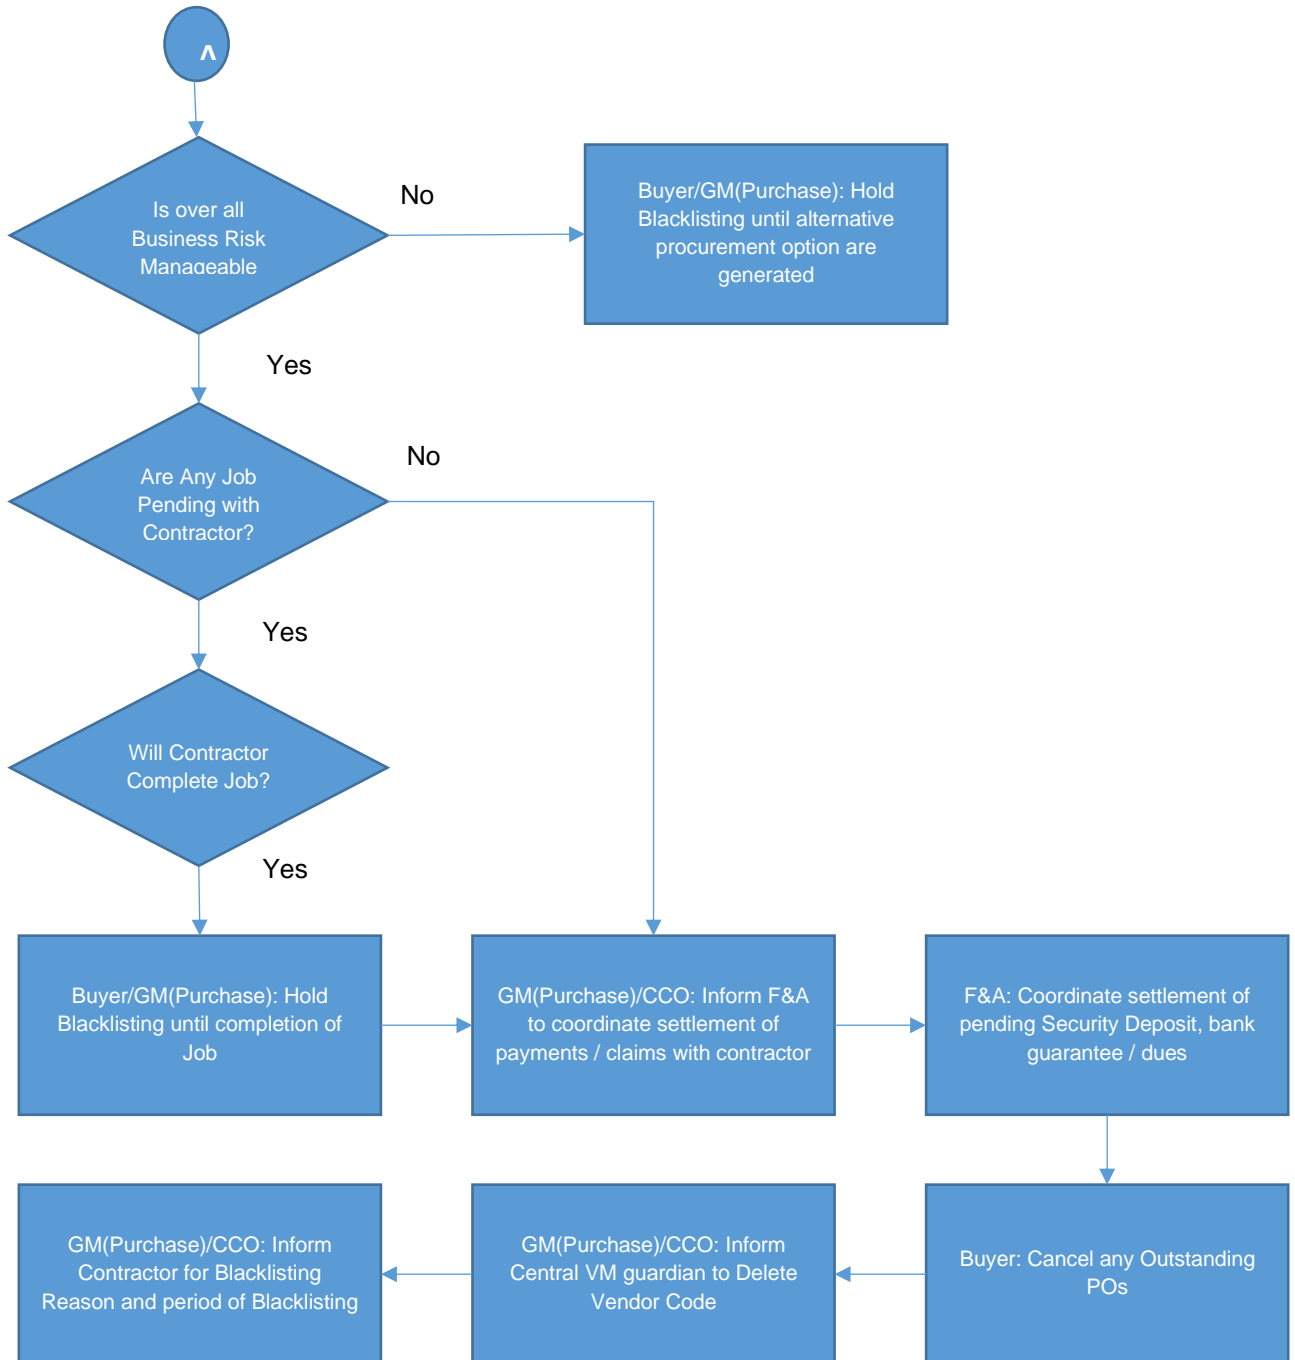 Is over all
Business Risk
Manageable
No
Buyer/GM(Purchase): Hold
Blacklisting until alternative
procurement option are
generated
Yes
Are Any Job
Pending with
Contractor?
No
Yes
Will Contractor
Complete Job?
Yes
Buyer/GM(Purchase): Hold
Blacklisting until completion of
Job
GM(Purchase)/CCO: Inform F&A
to coordinate settlement of
payments / claims with contractor
F&A: Coordinate settlement of
pending Security Deposit, bank
guarantee / dues
GM(Purchase)/CCO: Inform
Contractor for Blacklisting
Reason and period of Blacklisting
GM(Purchase)/CCO: Inform
Central VM guardian to Delete
Vendor Code
Buyer: Cancel any Outstanding
POs